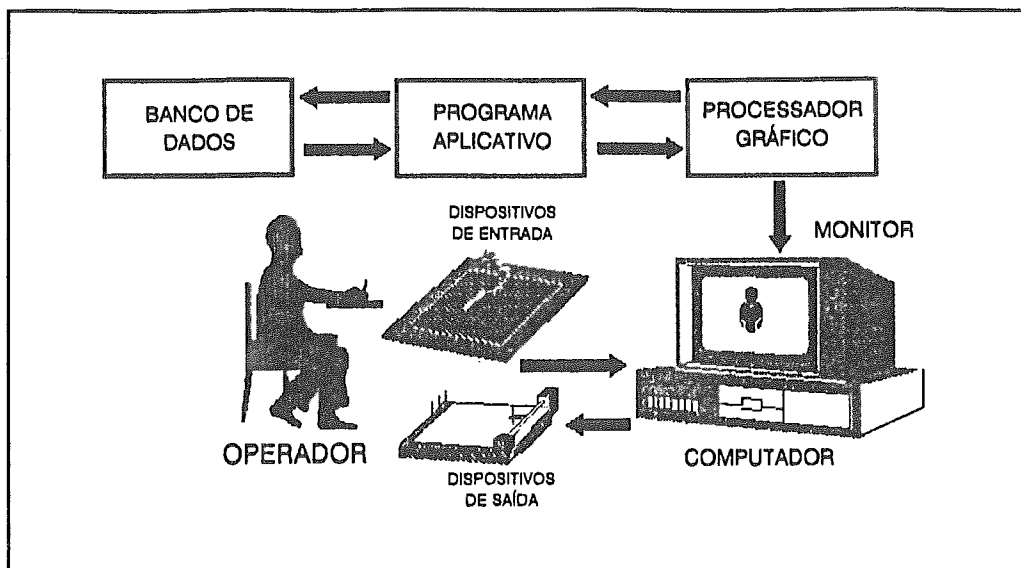 BANCO DE
DADOS
PROGRAMA
APLICATIVO
PROCESSADOR
GRÁFICO
DISPOSITIVOS
DE ENTRADA
MONITOR
OPERADOR
COMPUTADOR
DISPOSITIVOS
DE SAÍDA